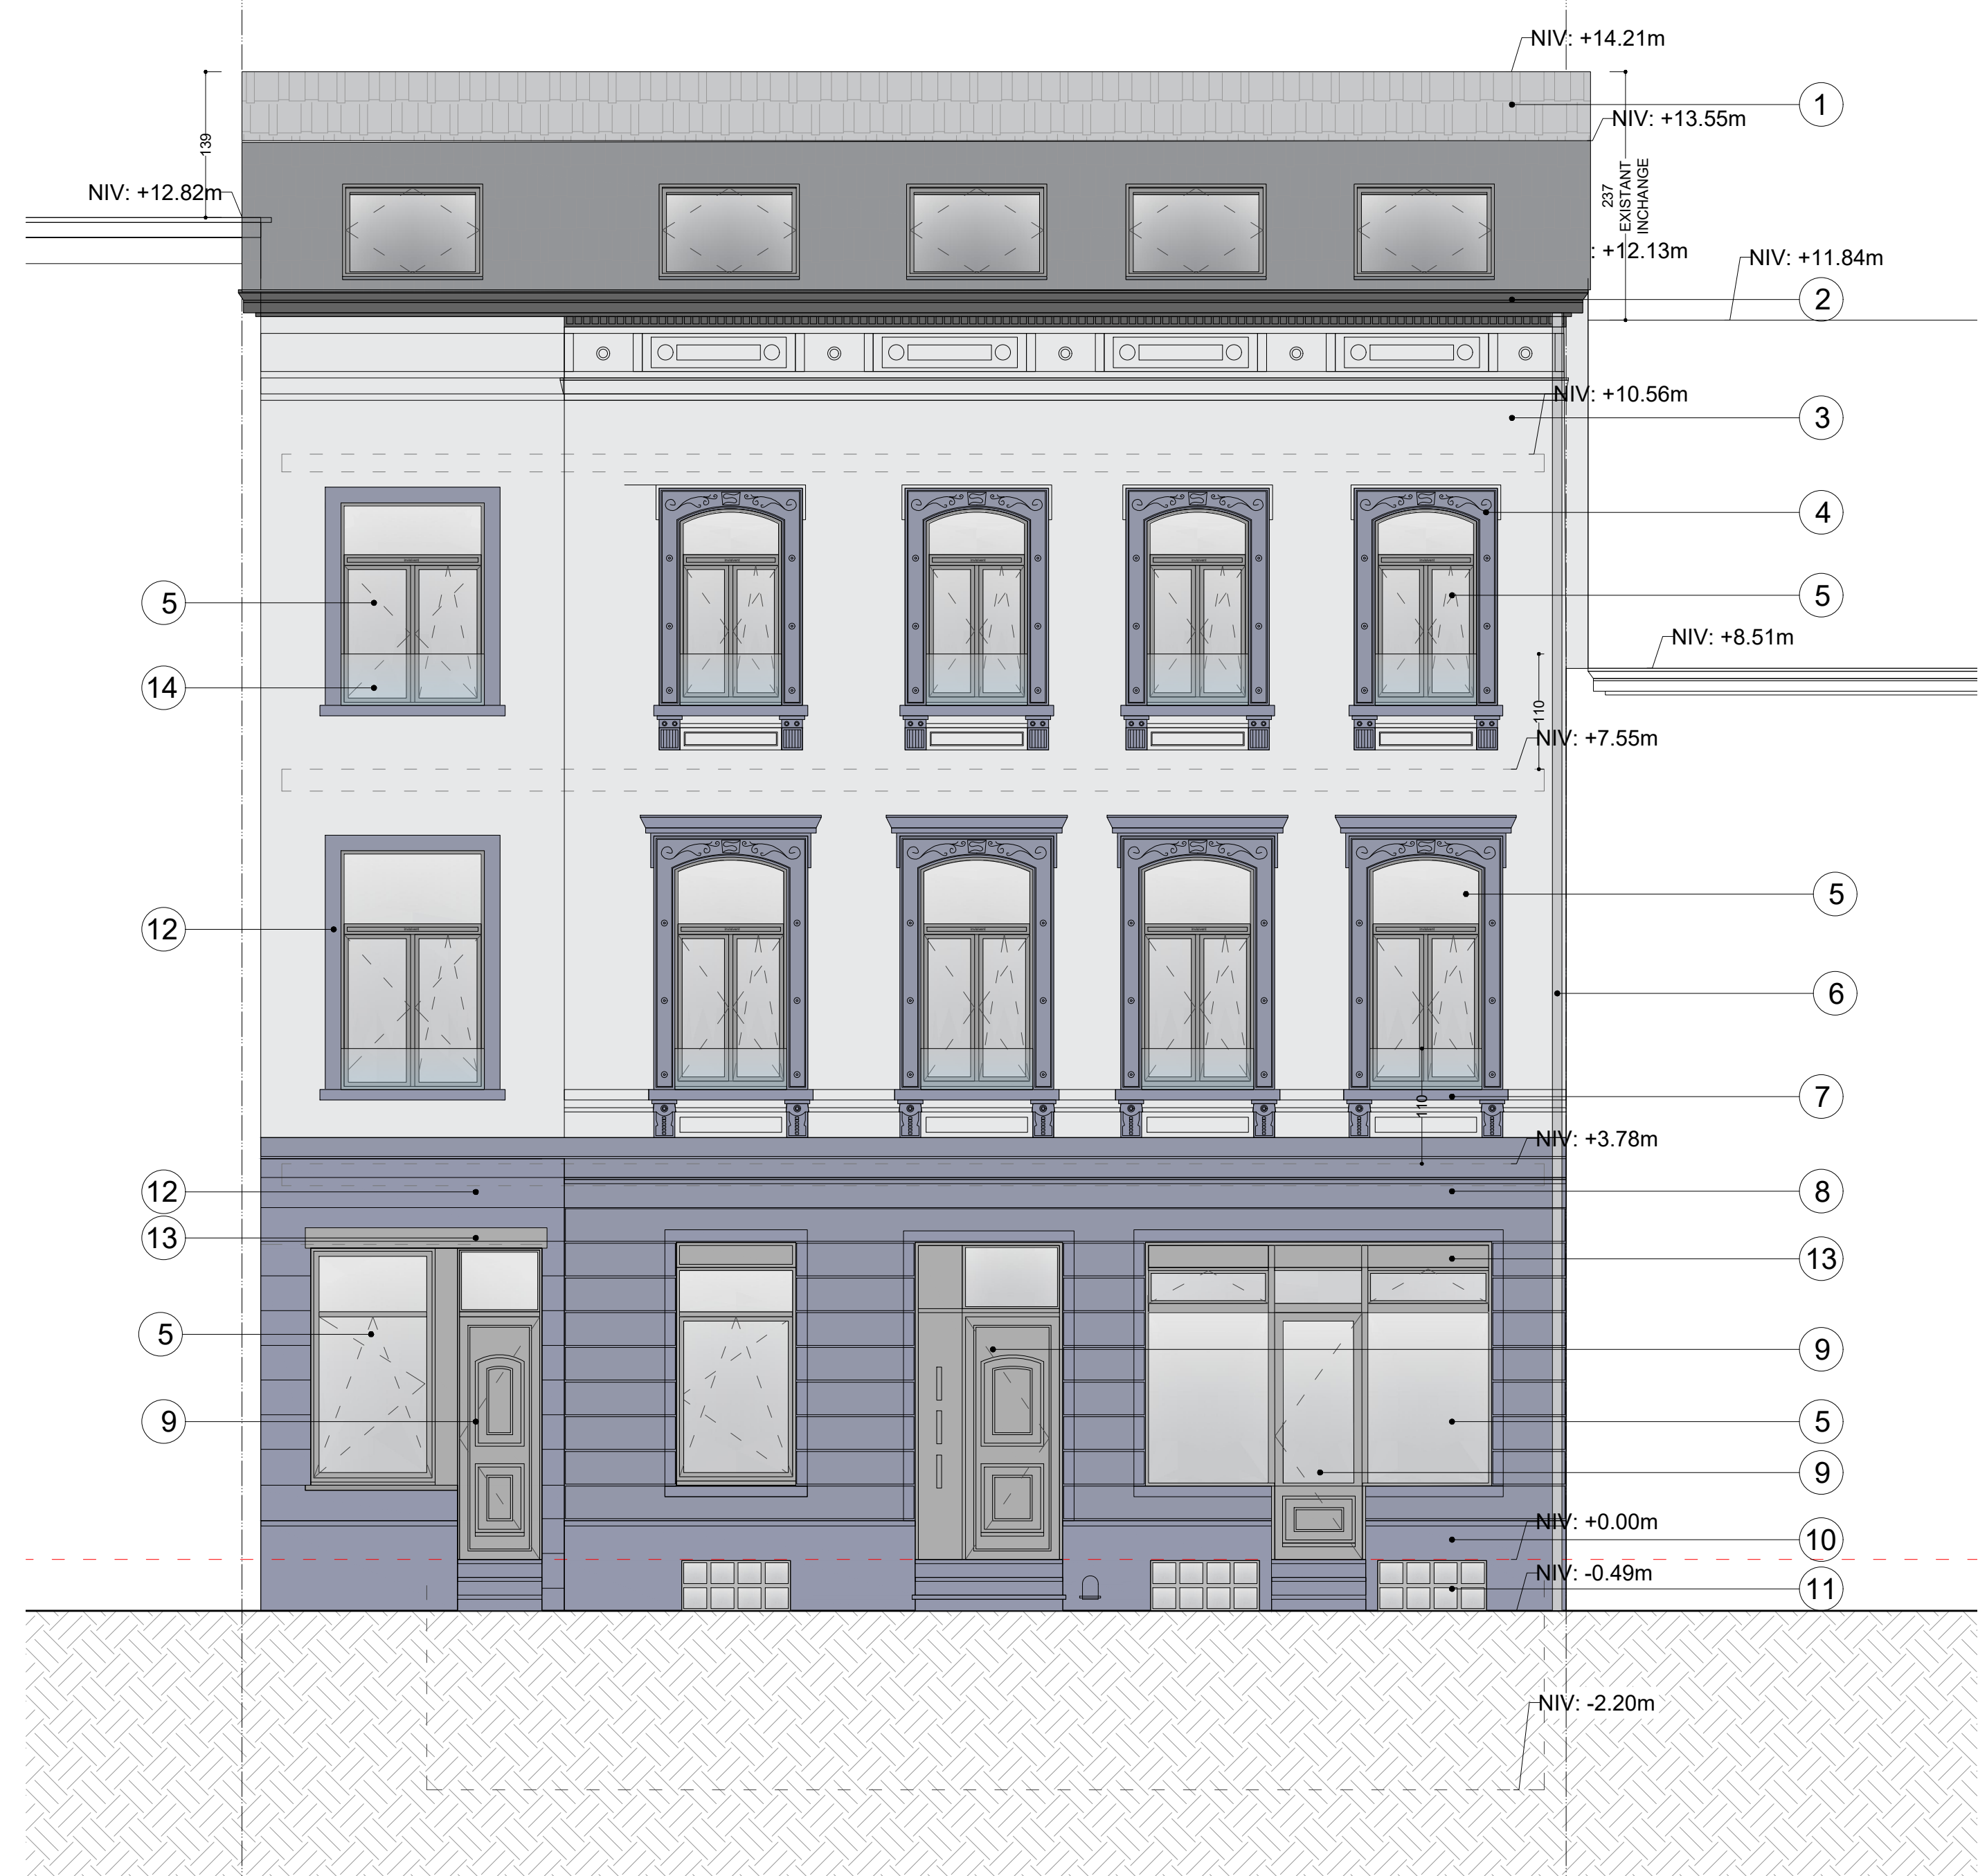 NIV: +14.21m
1
NIV: +13.55m
139
237
EXISTANT
INCHANGE
NIV: +12.82m
: +12.13m
NIV: +11.84m
2
NIV: +10.56m
3
4
5
5
NIV: +8.51m
14
110
NIV: +7.55m
5
12
6
7
110
NIV: +3.78m
12
8
13
13
5
9
9
5
9
NIV: +0.00m
10
NIV: -0.49m
11
NIV: -2.20m